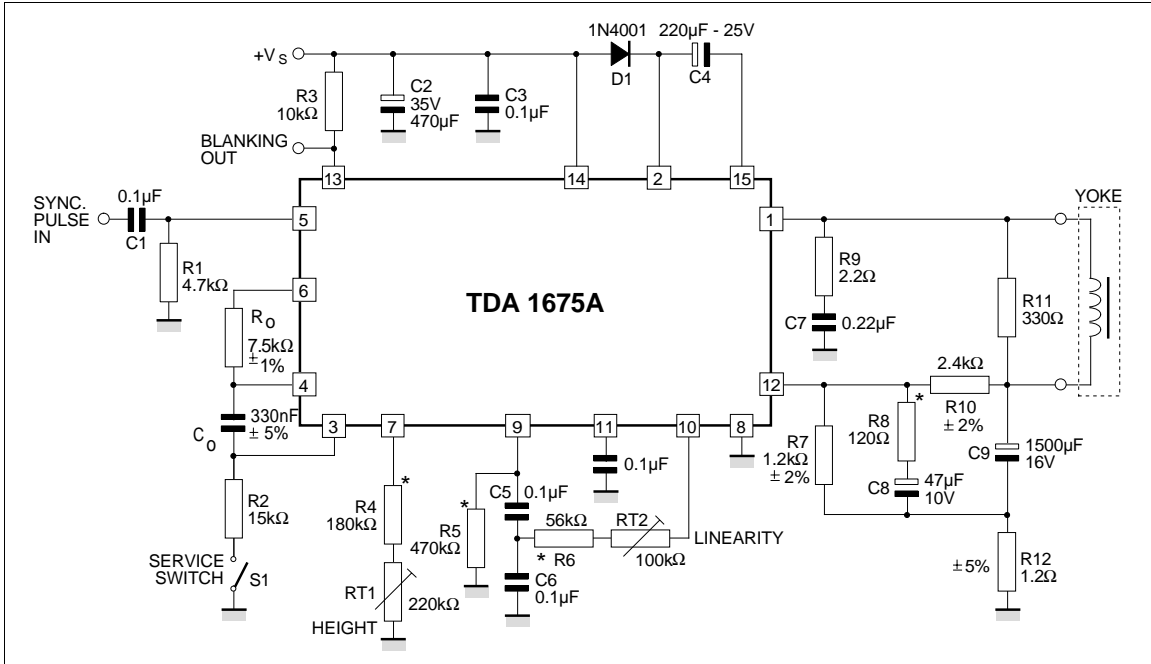 1N4001
220µF - 25V
+V S
D1
C4
R3
10kΩ
C2
35V
470µF
C3
0.1µF
BLANKING
OUT
13
14
2
15
SYNC.
PULSE
IN
0.1µF
C1
5
1
YOKE
R1
4.7kΩ
R9
2.2Ω
6
TDA 1675A
R11
330Ω
Ro
7.5kΩ
±1%
C7
0.22µF
4
12
2.4kΩ
R10
±2%
330nF
±5%
Co
3
7
9
11
10
8
*
R8
120Ω
R7
1.2kΩ
±2%
C9
1500µF
16V
0.1µF
R2
15kΩ
*
R4
180kΩ
*
R5
470kΩ
C5
0.1µF
56kΩ
* R6
RT2
100kΩ
LINEARITY
C8
47µF
10V
SERVICE
SWITCH
S1
RT1
220kΩ
C6
0.1µF
±5%
R12
1.2Ω
HEIGHT